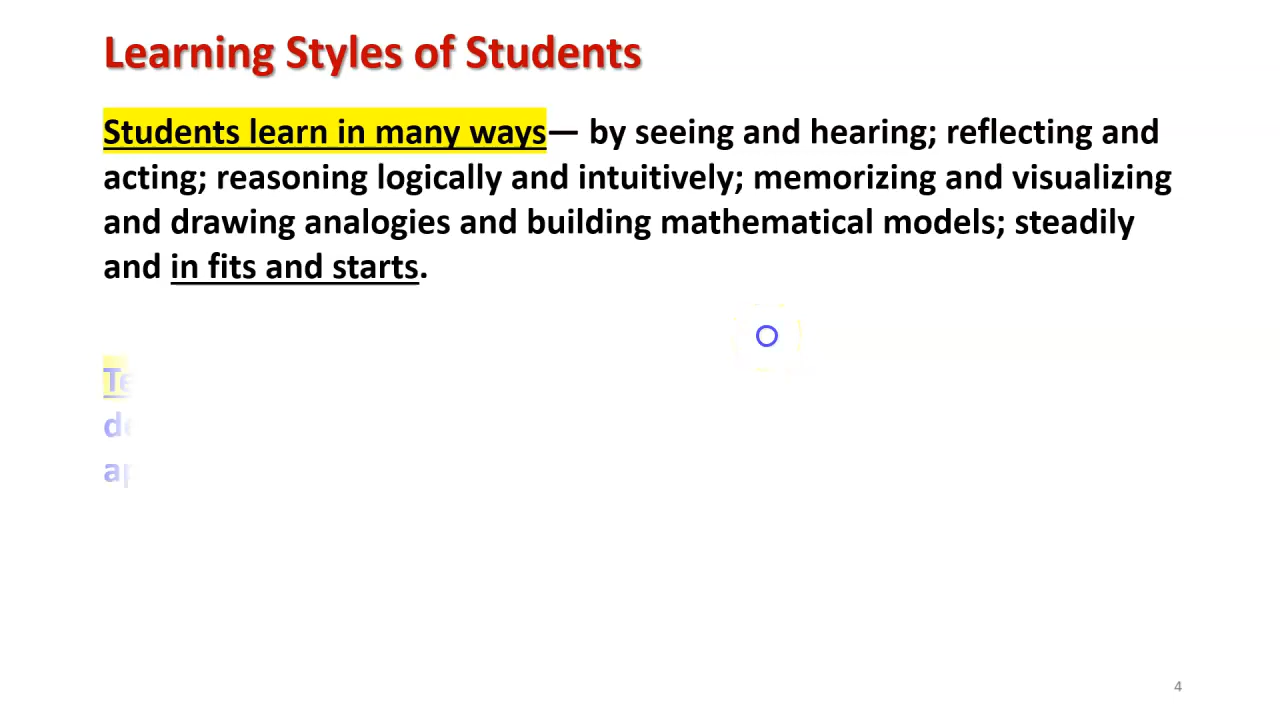 Learning Styles of Students
Students learn in many ways— by seeing and hearing; reflecting and
acting; reasoning logically and intuitively; memorizing and visualizing
and drawing analogies and building mathematical models; steadily
and in fits and starts.
4